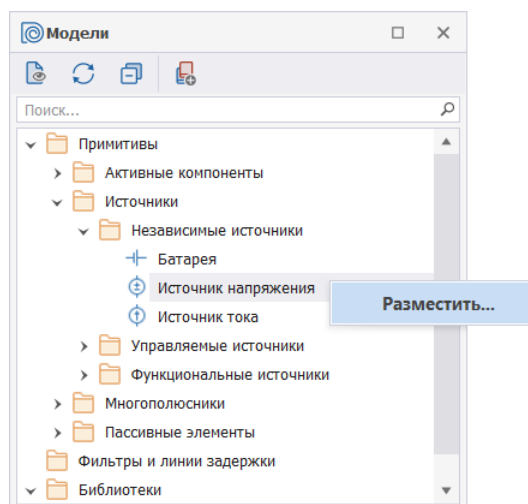 Модели
Поиск...
Примитивы
Активные компоненты
Источники
Независимые источники
Батарея
Источник напряжения
Разместить...
Источник тока
Управляемые источники
Функциональные источники
Многополюсники
Пассивные элементы
Фильтры и линии задержки
Библиотеки